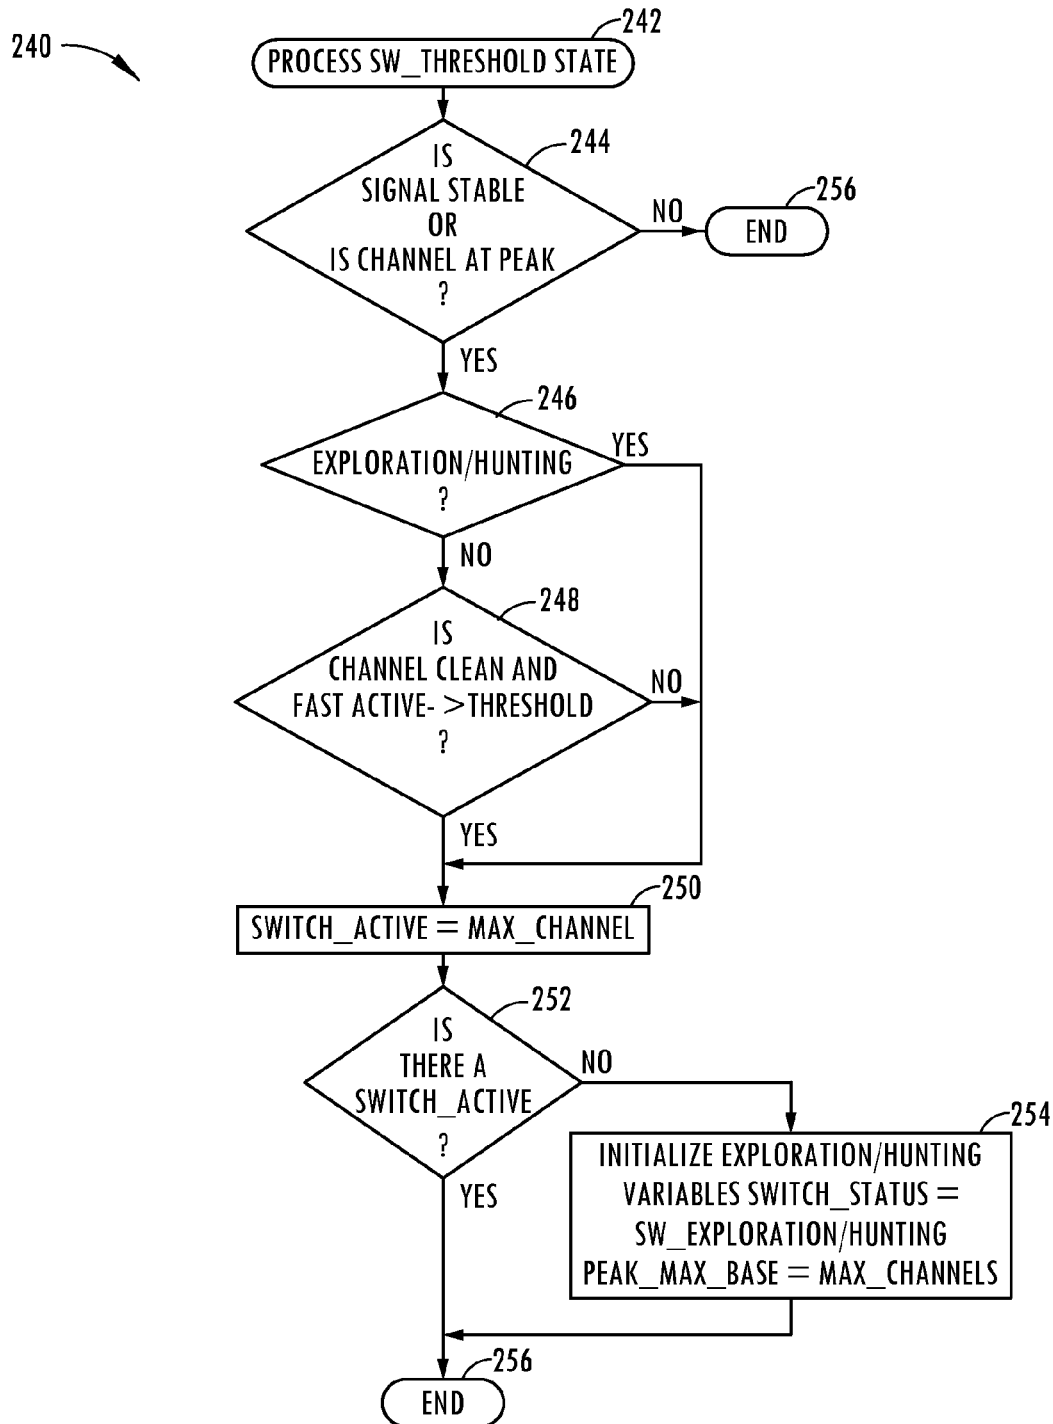 240
242
PROCESS SW_THRESHOLD STATE
244
IS
SIGNAL STABLE
OR
IS CHANNEL AT PEAK
?
NO
256
END
YES
246
EXPLORATION/HUNTING
?
YES
NO
248
IS
CHANNEL CLEAN AND
FAST ACTIVE- >THRESHOLD
?
NO
YES
250
SWITCH_ACTIVE = MAX_CHANNEL
252
IS
THERE A
SWITCH_ACTIVE
?
NO
YES
254
INITIALIZE EXPLORATION/HUNTING
VARIABLES SWITCH_STATUS =
SW_EXPLORATION/HUNTING
PEAK_MAX_BASE = MAX_CHANNELS
256
END